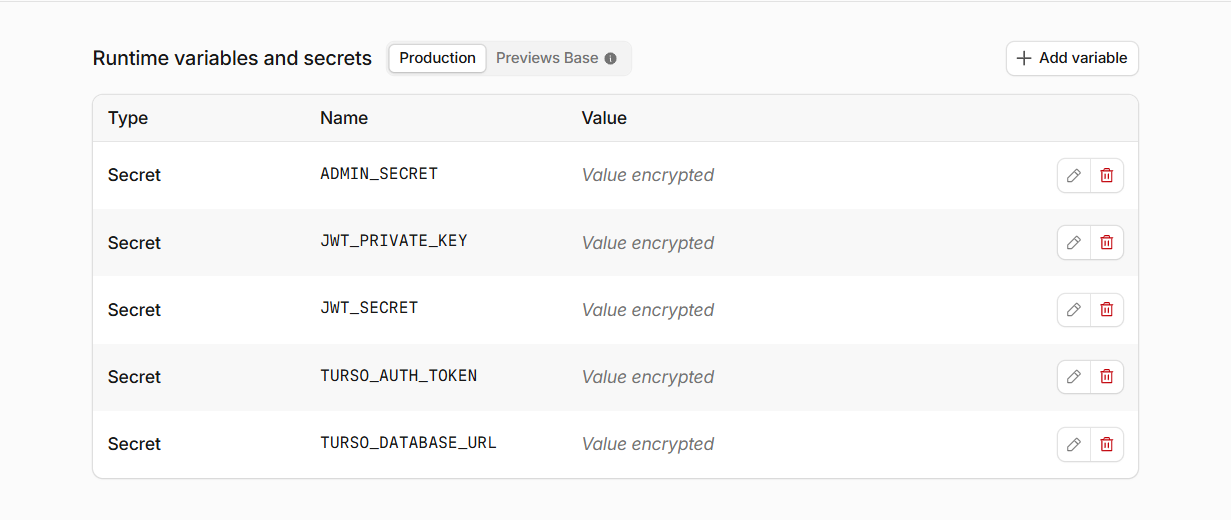 Runtime variables and secrets Production Previews Base
Add variable
Type Name Value
Secret ADMIN_SECRET Value encrypted
Secret JWT_PRIVATE_KEY Value encrypted
Secret JWT_SECRET Value encrypted
Secret TURSO_AUTH_TOKEN Value encrypted
Secret TURSO_DATABASE_URL Value encrypted